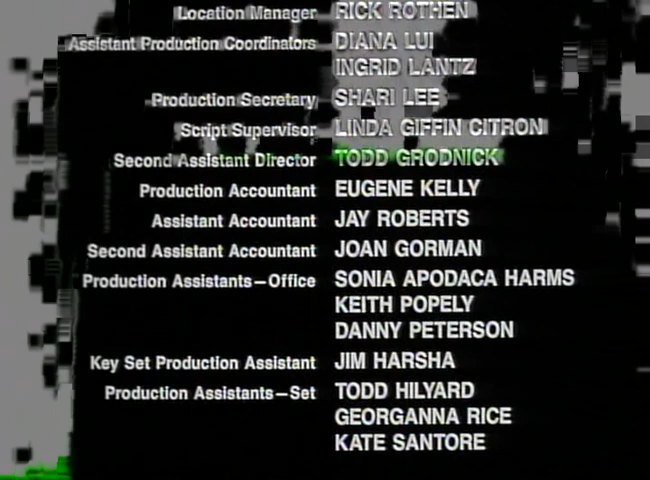 Location Manager RICK ROTHEN
Assistant Production Coordinators DIANA LUI
INGRID LANTZ
Production Secretary SHARI LEE
Script Supervisor LINDA GIFFIN CITRON
Second Assistant Director TODD GRODNICK
Production Accountant EUGENE KELLY
Assistant Accountant JAY ROBERTS
Second Assistant Accountant JOAN GORMAN
Production Assistants—Office SONIA APODACA HARMS
KEITH POPELY
DANNY PETERSON
Key Set Production Assistant JIM HARSHA
Production Assistants—Set TODD HILYARD
GEORGANNA RICE
KATE SANTORE